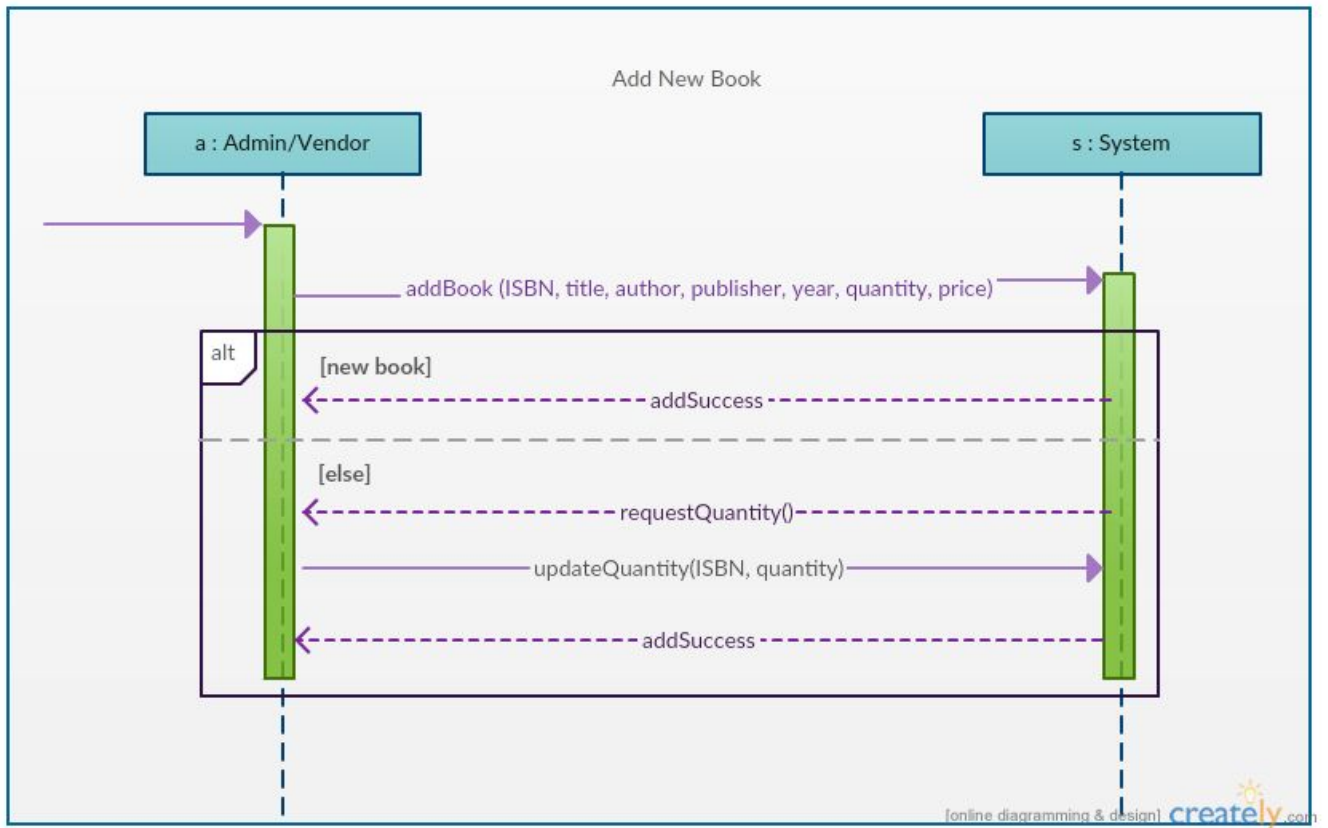 Add New Book
a : Admin/Vendor
s : System
addBook (ISBN, title, author, publisher, year, quantity, price)
alt
[new book]
addSuccess
[else]
requestQuantity()
updateQuantity(ISBN, quantity)
addSuccess
[online diagramming & design] creately.com